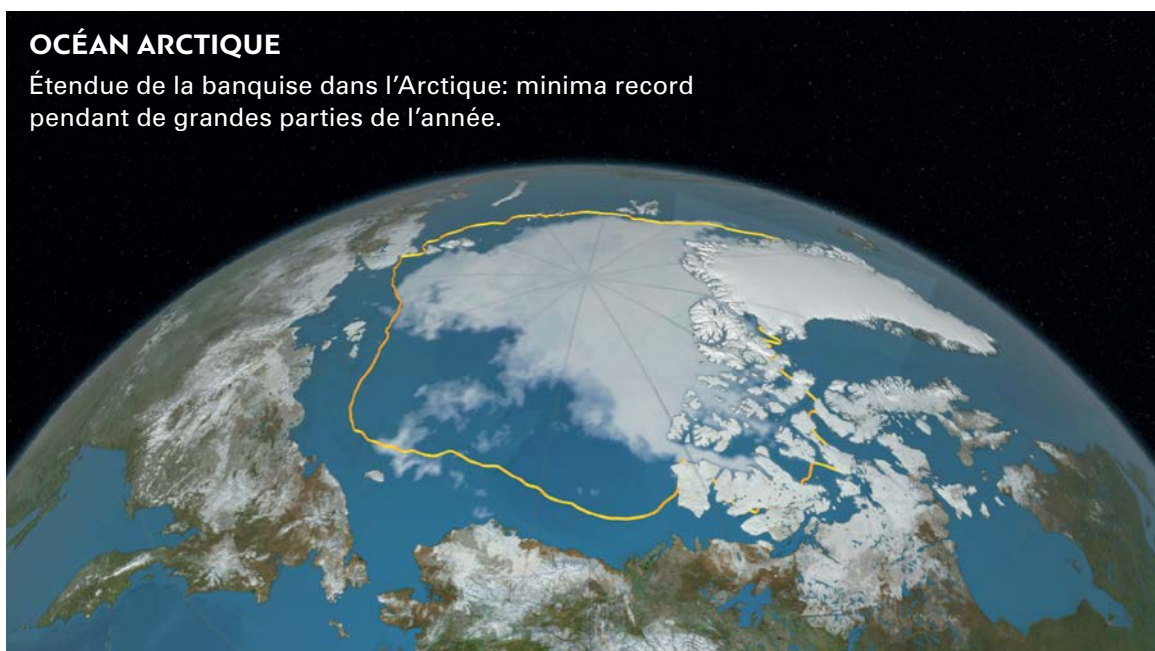 OCÉAN ARCTIQUE
Étendue de la banquise dans l’Arctique: minima record
pendant de grandes parties de l’année.